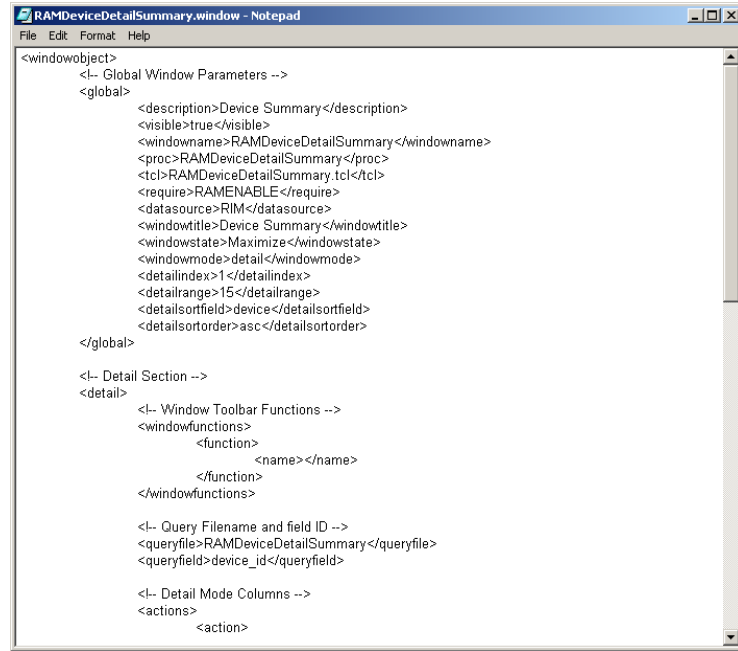 RAMDeviceDetailSummary.window - Notepad
File Edit Format Help
<windowobject>
<!-- Global Window Parameters -->
<global>
<description>Device Summary</description>
<visible>true</visible>
<windowname>RAMDeviceDetailSummary</windowname>
<proc>RAMDeviceDetailSummary</proc>
<tcl>RAMDeviceDetailSummary.tcl</tcl>
<require>RAMENABLE</require>
<datasource>RIM</datasource>
<windowtitle>Device Summary</windowtitle>
<windowstate>Maximize</windowstate>
<windowmode>detail</windowmode>
<detailindex>1</detailindex>
<detailrange>15</detailrange>
<detailsortfield>device</detailsortfield>
<detailsortorder>asc</detailsortorder>
</global>
<!-- Detail Section -->
<detail>
<!-- Window Toolbar Functions -->
<windowfunctions>
<function>
<name></name>
</function>
</windowfunctions>
<!-- Query Filename and field ID -->
<queryfile>RAMDeviceDetailSummary</queryfile>
<queryfield>device_id</queryfield>
<!-- Detail Mode Columns -->
<actions>
<action>